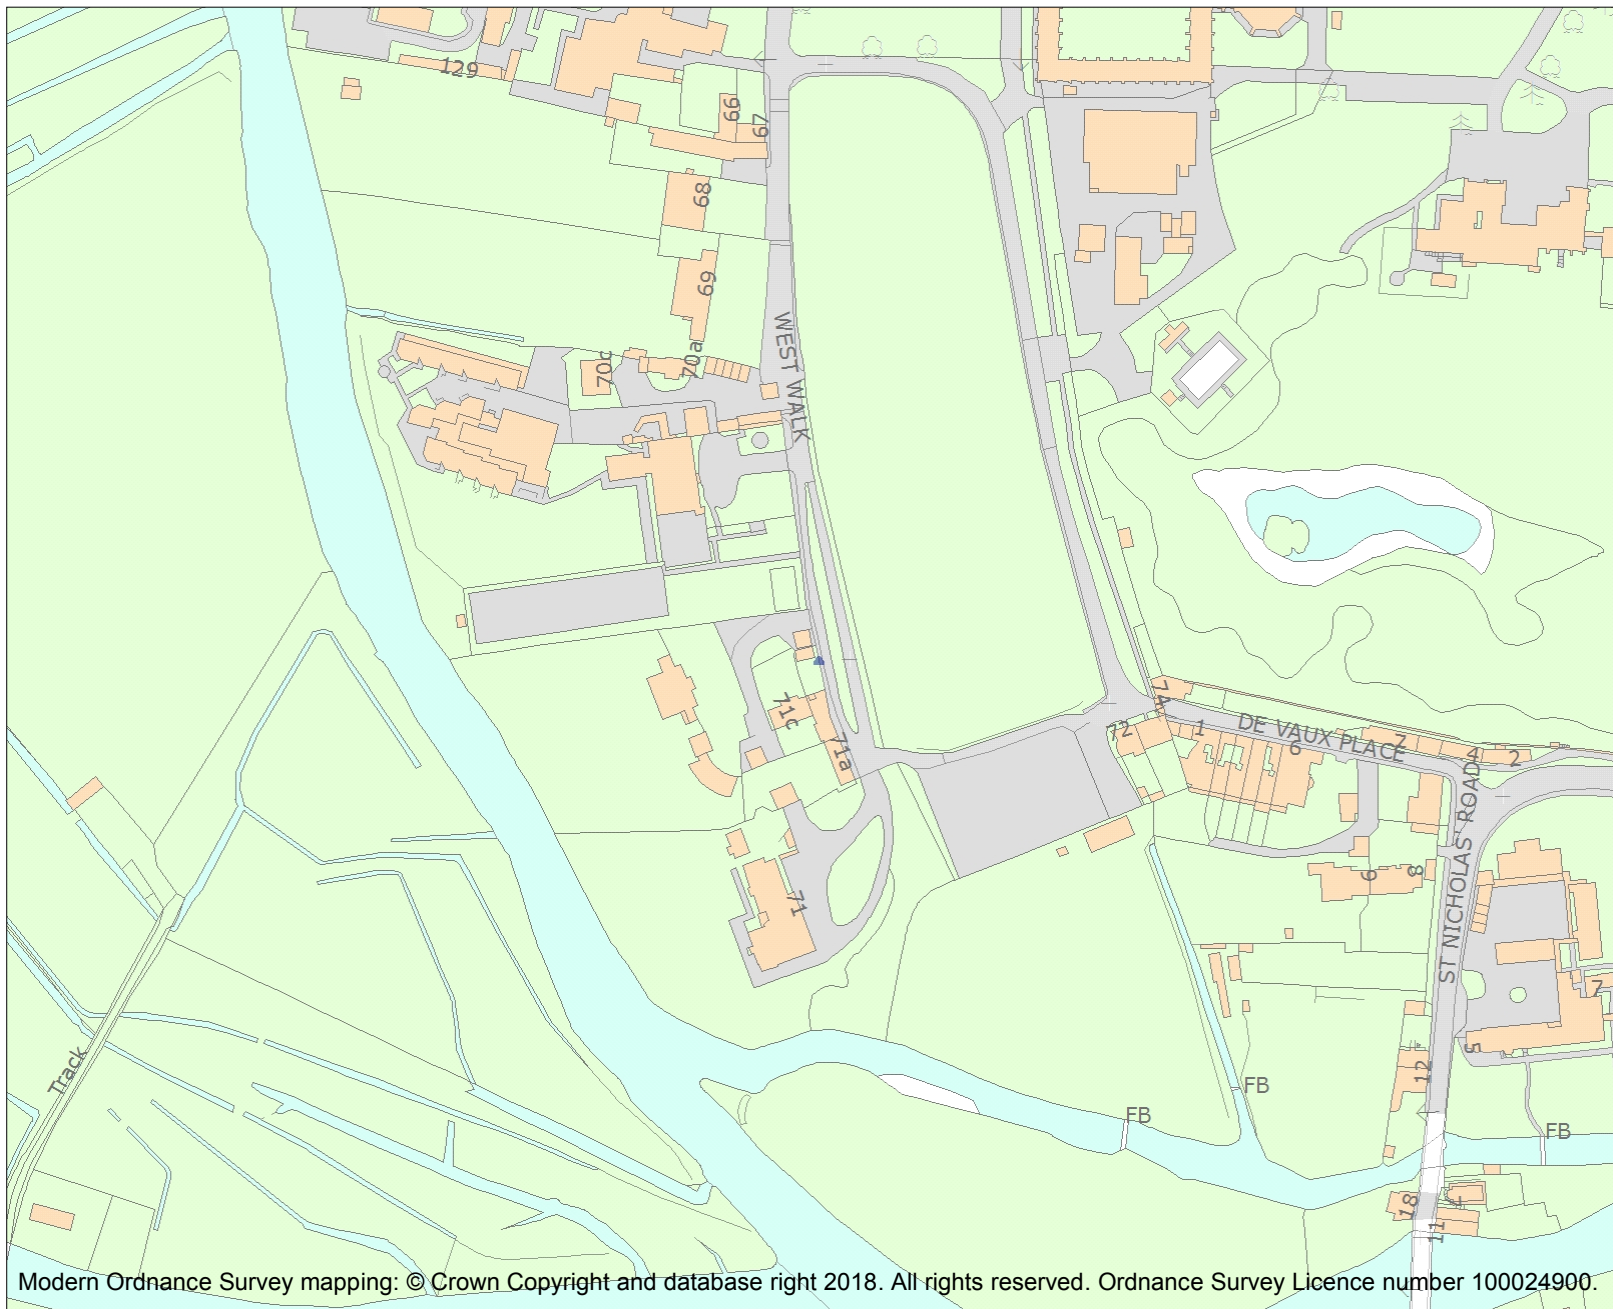 129
66
67
68
69
WEST WALK
70c
70a
71c
71a
72
74
1
DE VAUX PLACE
6
7
4
2
ST NICHOLAS' ROAD
9
8
71
7
5
12
Track
FB
FB
FB
18
11
Modern Ordnance Survey mapping: © Crown Copyright and database right 2018. All rights reserved. Ordnance Survey Licence number 100024900.